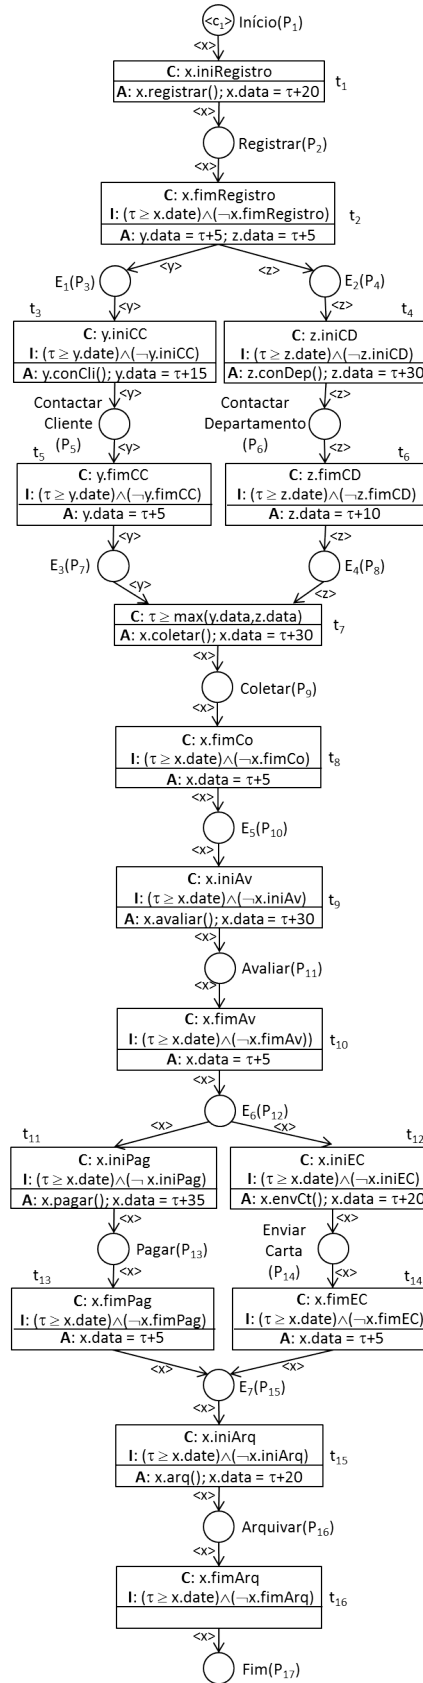 <c₁> Início(P₁)
<x>
C: x.iniRegistro
A: x.registrar(); x.data = τ+20
t₁
<x>
Registrar(P₂)
<x>
C: x.fimRegistro
I: (τ ≥ x.date)∧(¬x.fimRegistro)
A: y.data = τ+5; z.data = τ+5
t₂
<y> <z>
E₁(P₃) E₂(P₄)
t₃ <y> <z> t₄
C: y.iniCC
I: (τ ≥ y.date)∧(¬y.iniCC)
A: y.conCli(); y.data = τ+15
C: z.iniCD
I: (τ ≥ z.date)∧(¬z.iniCD)
A: z.conDep(); z.data = τ+30
<y> <z>
Contactar
Cliente
(P₅)
Contactar
Departamento
(P₆)
t₅ <y> <z> t₆
C: y.fimCC
I: (τ ≥ y.date)∧(¬y.fimCC)
A: y.data = τ+5
C: z.fimCD
I: (τ ≥ z.date)∧(¬z.fimCD)
A: z.data = τ+10
<y> <z>
E₃(P₇) E₄(P₈)
<y> <z>
C: τ ≥ max(y.data,z.data)
A: x.coletar(); x.data = τ+30
t₇
<x>
Coletar(P₉)
<x>
C: x.fimCo
I: (τ ≥ x.date)∧(¬x.fimCo)
A: x.data = τ+5
t₈
<x>
E₅(P₁₀)
<x>
C: x.iniAv
I: (τ ≥ x.date)∧(¬x.iniAv)
A: x.avaliar(); x.data = τ+30
t₉
<x>
Avaliar(P₁₁)
<x>
C: x.fimAv
I: (τ ≥ x.date)∧(¬x.fimAv))
A: x.data = τ+5
t₁₀
<x>
E₆(P₁₂)
<x> <x>
t₁₁ t₁₂
C: x.iniPag
I: (τ ≥ x.date)∧(¬ x.iniPag)
A: x.pagar(); x.data = τ+35
C: x.iniEC
I: (τ ≥ x.date)∧(¬x.iniEC)
A: x.envCt(); x.data = τ+20
<x> <x>
Pagar(P₁₃)
Enviar
Carta
(P₁₄)
t₁₃ <x> <x> t₁₄
C: x.fimPag
I: (τ ≥ x.date)∧(¬x.fimPag)
A: x.data = τ+5
C: x.fimEC
I: (τ ≥ x.date)∧(¬x.fimEC)
A: x.data = τ+5
<x> <x>
E₇(P₁₅)
<x>
C: x.iniArq
I: (τ ≥ x.date)∧(¬x.iniArq)
A: x.arq(); x.data = τ+20
t₁₅
<x>
Arquivar(P₁₆)
<x>
C: x.fimArq
I: (τ ≥ x.date)∧(¬x.fimArq)
t₁₆
<x>
Fim(P₁₇)